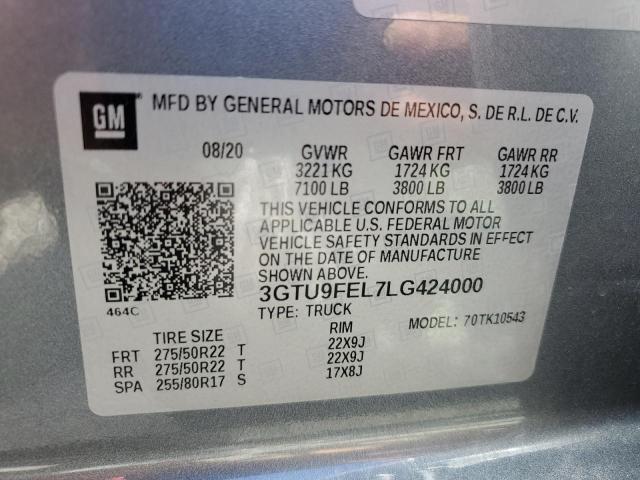 GM
MFD BY GENERAL MOTORS DE MEXICO, S. DE R.L. DE C.V.
08/20 GVWR GAWR FRT GAWR RR
3221 KG 1724 KG 1724 KG
7100 LB 3800 LB 3800 LB
THIS VEHICLE CONFORMS TO ALL
APPLICABLE U.S. FEDERAL MOTOR
VEHICLE SAFETY STANDARDS IN EFFECT
ON THE DATE OF MANUFACTURE
SHOWN ABOVE.
3GTU9FEL7LG424000
464C TYPE: TRUCK MODEL: 70TK10543
TIRE SIZE RIM
FRT 275/50R22 T 22X9J
RR 275/50R22 T 22X9J
SPA 255/80R17 S 17X8J